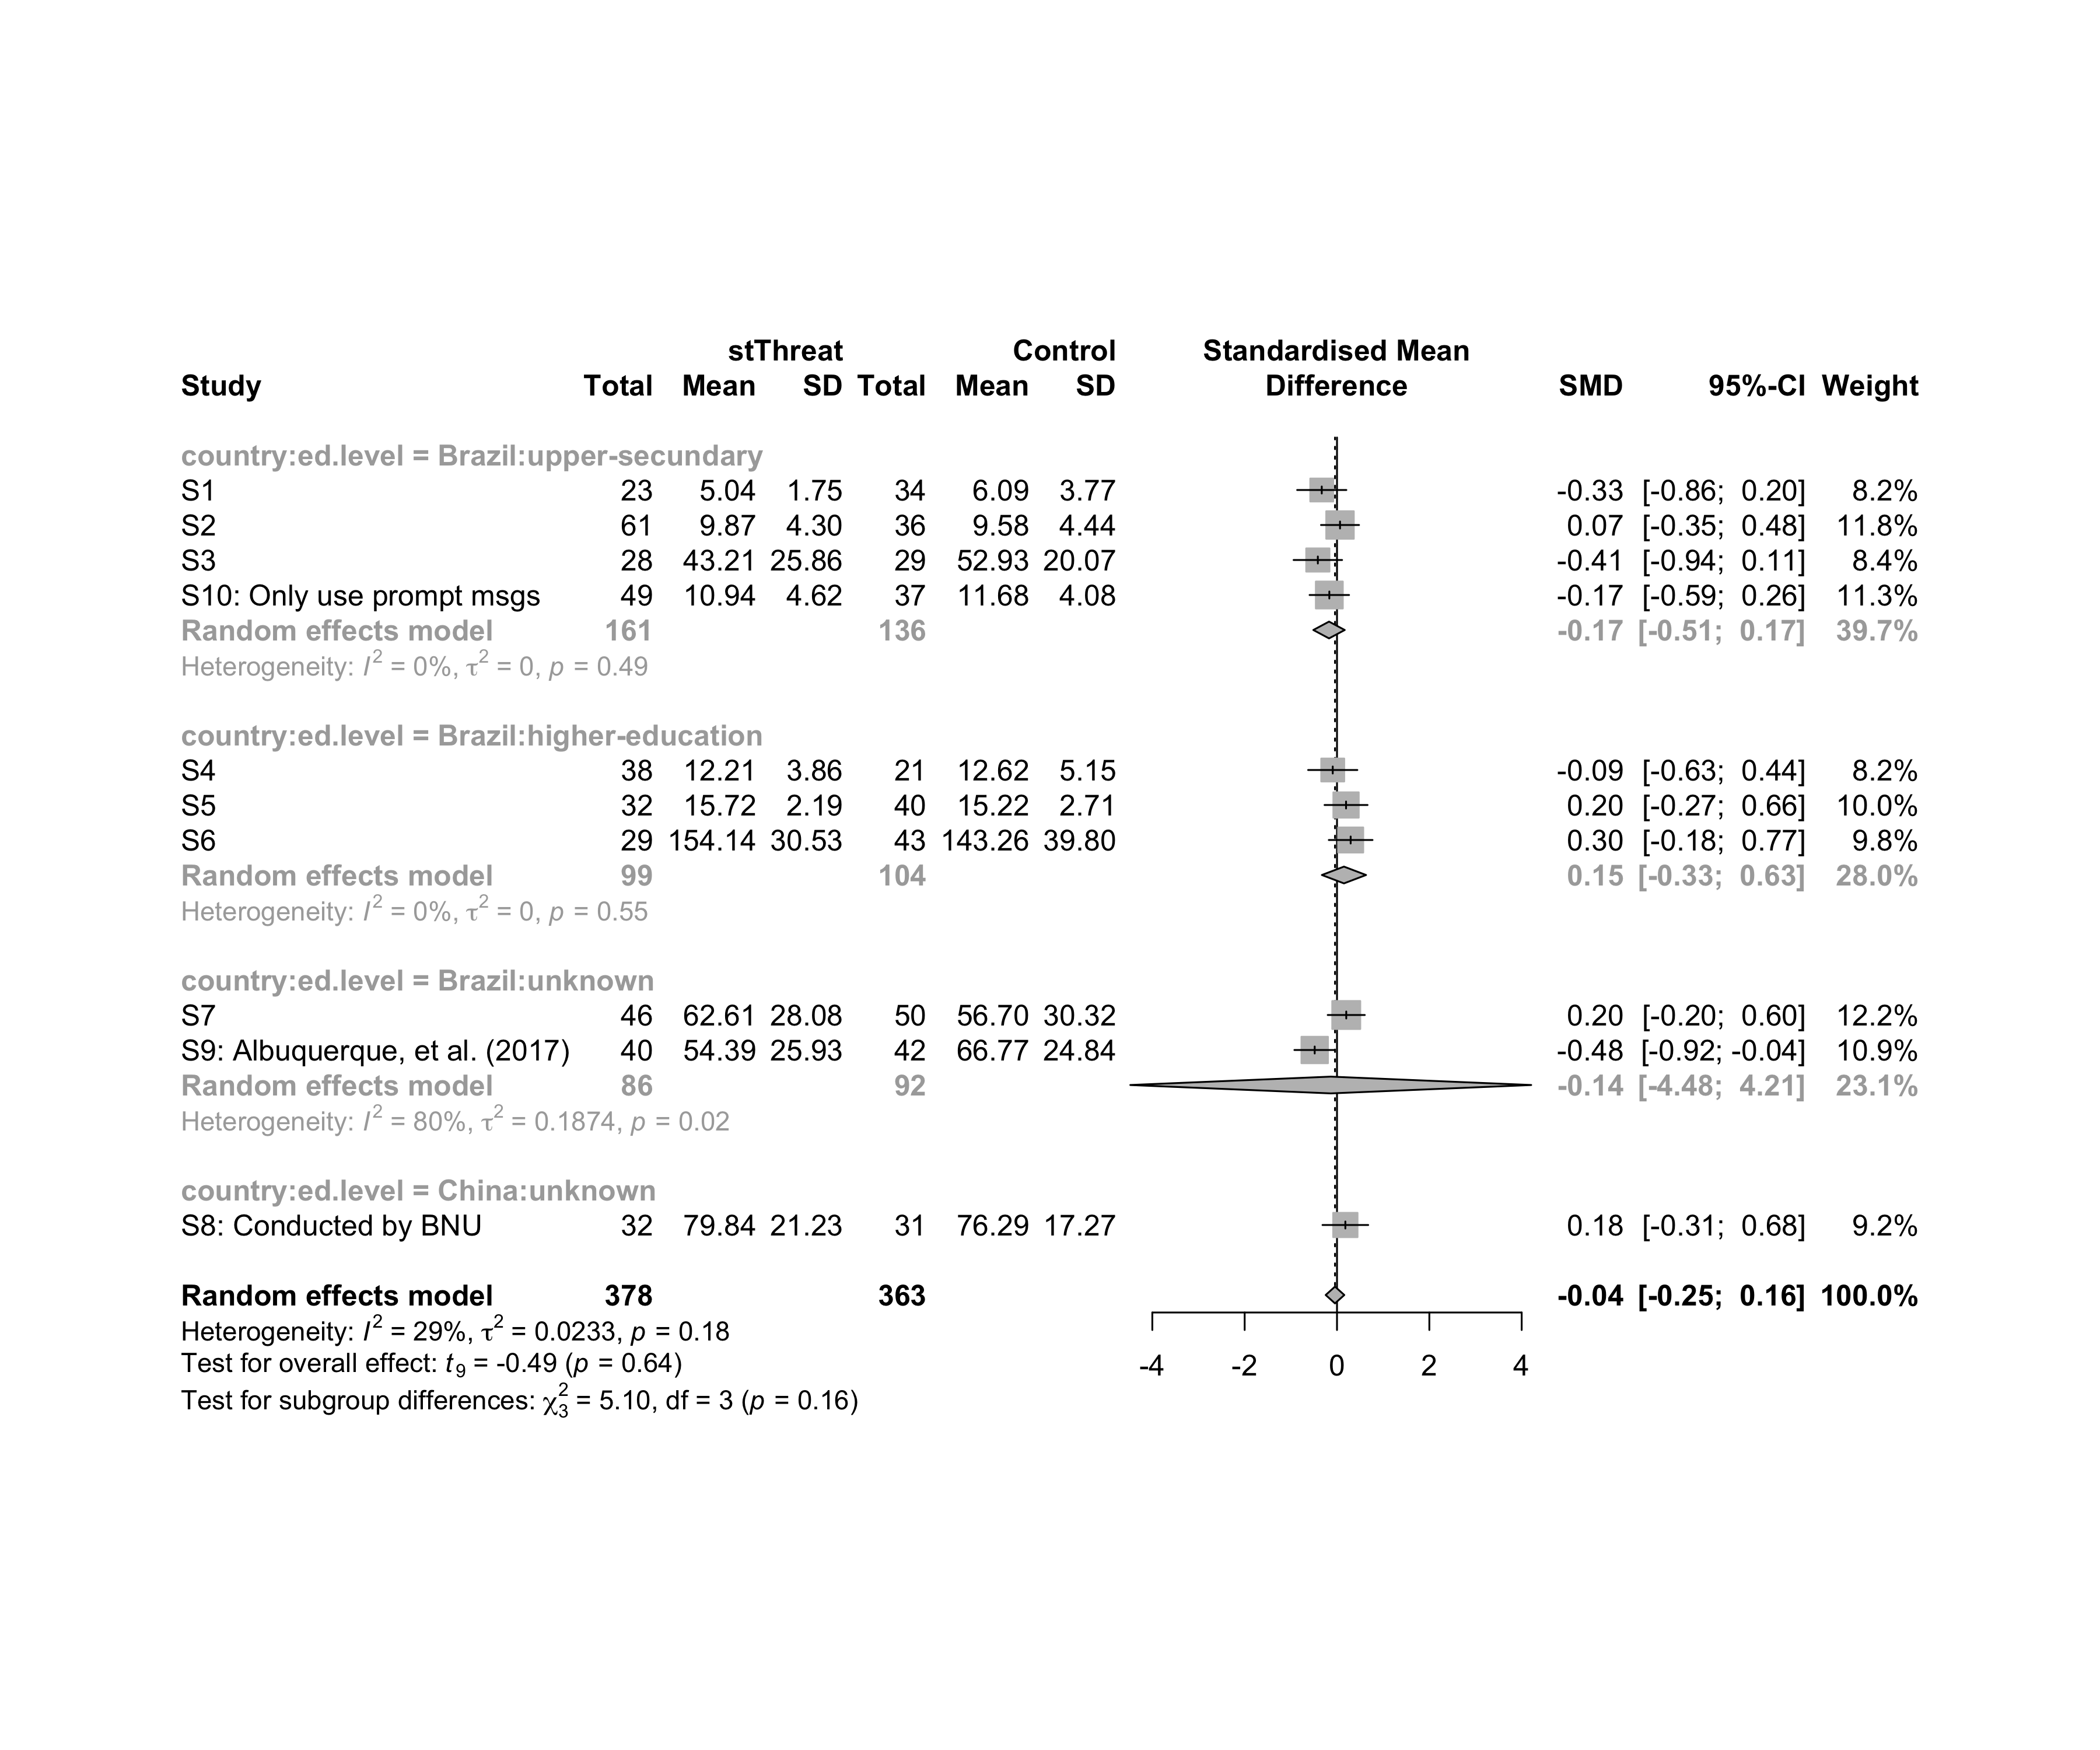 stThreat Control Standardised Mean
Study Total Mean SD Total Mean SD Difference SMD 95%-CI Weight
country:ed.level = Brazil:upper-secundary
S1 23 5.04 1.75 34 6.09 3.77 -0.33 [-0.86; 0.20] 8.2%
S2 61 9.87 4.30 36 9.58 4.44 0.07 [-0.35; 0.48] 11.8%
S3 28 43.21 25.86 29 52.93 20.07 -0.41 [-0.94; 0.11] 8.4%
S10: Only use prompt msgs 49 10.94 4.62 37 11.68 4.08 -0.17 [-0.59; 0.26] 11.3%
Random effects model 161 136 -0.17 [-0.51; 0.17] 39.7%
Heterogeneity: I² = 0%, τ² = 0, p = 0.49
country:ed.level = Brazil:higher-education
S4 38 12.21 3.86 21 12.62 5.15 -0.09 [-0.63; 0.44] 8.2%
S5 32 15.72 2.19 40 15.22 2.71 0.20 [-0.27; 0.66] 10.0%
S6 29 154.14 30.53 43 143.26 39.80 0.30 [-0.18; 0.77] 9.8%
Random effects model 99 104 0.15 [-0.33; 0.63] 28.0%
Heterogeneity: I² = 0%, τ² = 0, p = 0.55
country:ed.level = Brazil:unknown
S7 46 62.61 28.08 50 56.70 30.32 0.20 [-0.20; 0.60] 12.2%
S9: Albuquerque, et al. (2017) 40 54.39 25.93 42 66.77 24.84 -0.48 [-0.92; -0.04] 10.9%
Random effects model 86 92 -0.14 [-4.48; 4.21] 23.1%
Heterogeneity: I² = 80%, τ² = 0.1874, p = 0.02
country:ed.level = China:unknown
S8: Conducted by BNU 32 79.84 21.23 31 76.29 17.27 0.18 [-0.31; 0.68] 9.2%
Random effects model 378 363 -0.04 [-0.25; 0.16] 100.0%
Heterogeneity: I² = 29%, τ² = 0.0233, p = 0.18
Test for overall effect: t₉ = -0.49 (p = 0.64)
-4 -2 0 2 4
Test for subgroup differences: χ²₃ = 5.10, df = 3 (p = 0.16)